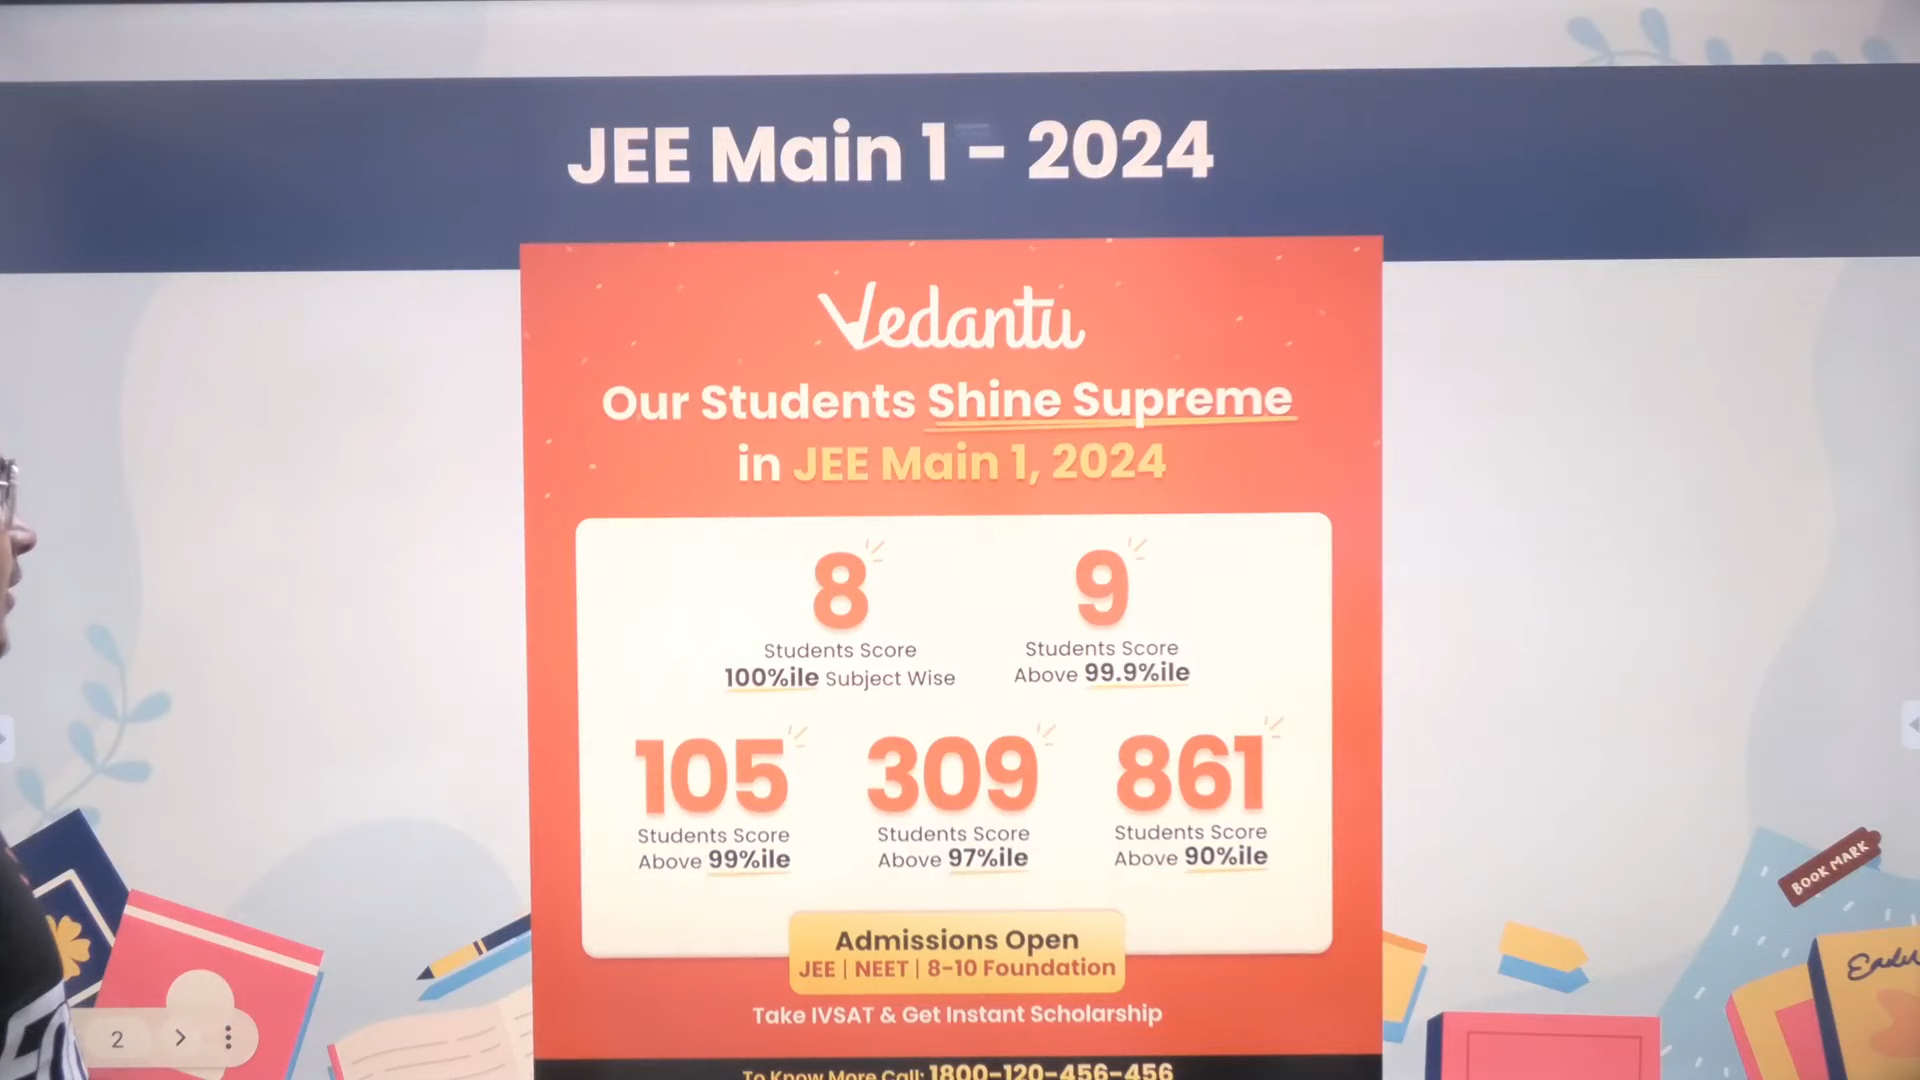 JEE Main 1 - 2024
Vedantu
Our Students Shine Supreme
in JEE Main 1, 2024
8
Students Score
100%ile Subject Wise
9
Students Score
Above 99.9%ile
105
Students Score
Above 99%ile
309
Students Score
Above 97%ile
861
Students Score
Above 90%ile
Admissions Open
JEE | NEET | 8-10 Foundation
Take IVSAT & Get Instant Scholarship
To Know More Call: 1800-120-456-456
BOOK MARK
2